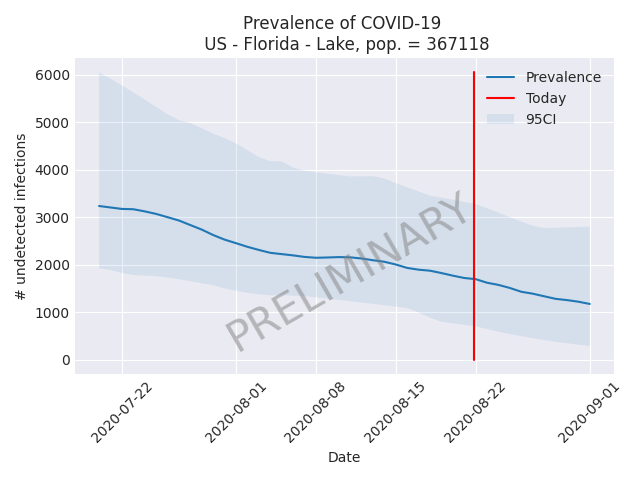 Prevalence of COVID-19
US - Florida - Lake, pop. = 367118
Prevalence
Today
95CI
# undetected infections
6000
5000
4000
3000
2000
1000
0
PRELIMINARY
2020-07-22
2020-08-01
2020-08-08
2020-08-15
2020-08-22
2020-09-01
Date